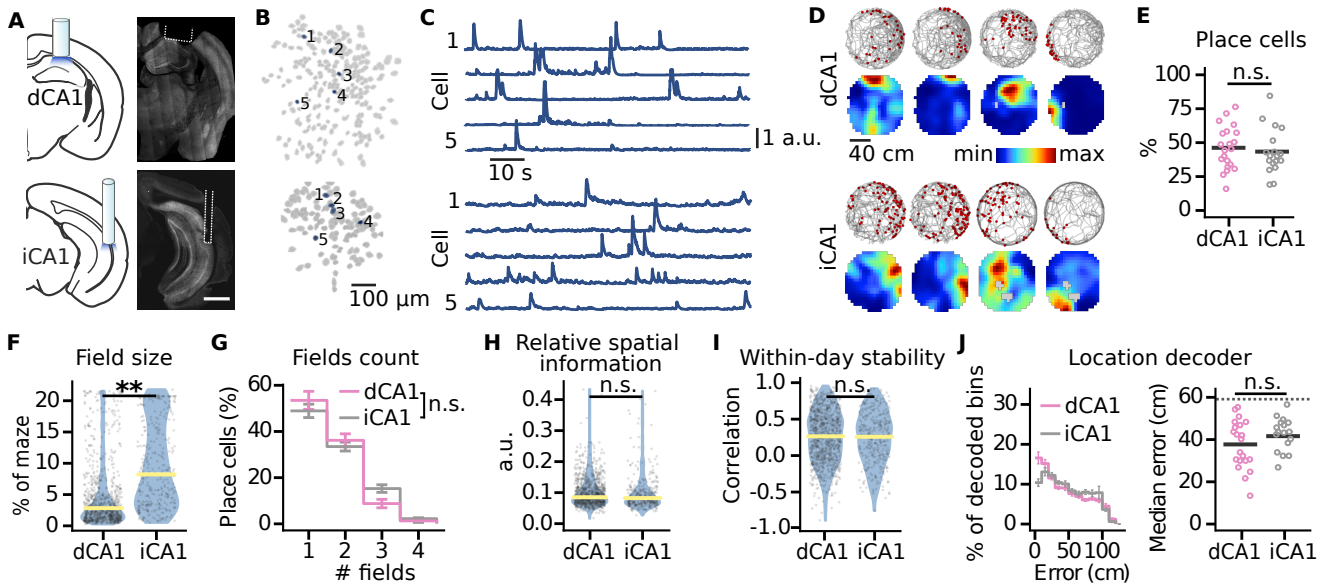 A
dCA1
iCA1
B
1
2
3
4
5
1
2
3
4
5
100 µm
C
1
Cell
5
10 s
1 a.u.
1
Cell
5
D
dCA1
40 cm
min max
iCA1
E
Place cells
n.s.
100
75
50
25
0
%
dCA1 iCA1
F
Field size
**
20
15
10
5
0
% of maze
dCA1 iCA1
G
Fields count
60
40
20
0
Place cells (%)
dCA1
iCA1
n.s.
1 2 3 4
# fields
H
Relative spatial
information
n.s.
0.4
0.3
0.2
0.1
0.0
a.u.
dCA1 iCA1
I
Within-day stability
n.s.
1.0
0.5
0.0
-0.5
-1.0
Correlation
dCA1 iCA1
J
Location decoder
% of decoded bins
30
20
10
0
dCA1
iCA1
0 50 100
Error (cm)
n.s.
Median error (cm)
60
40
20
0
dCA1 iCA1